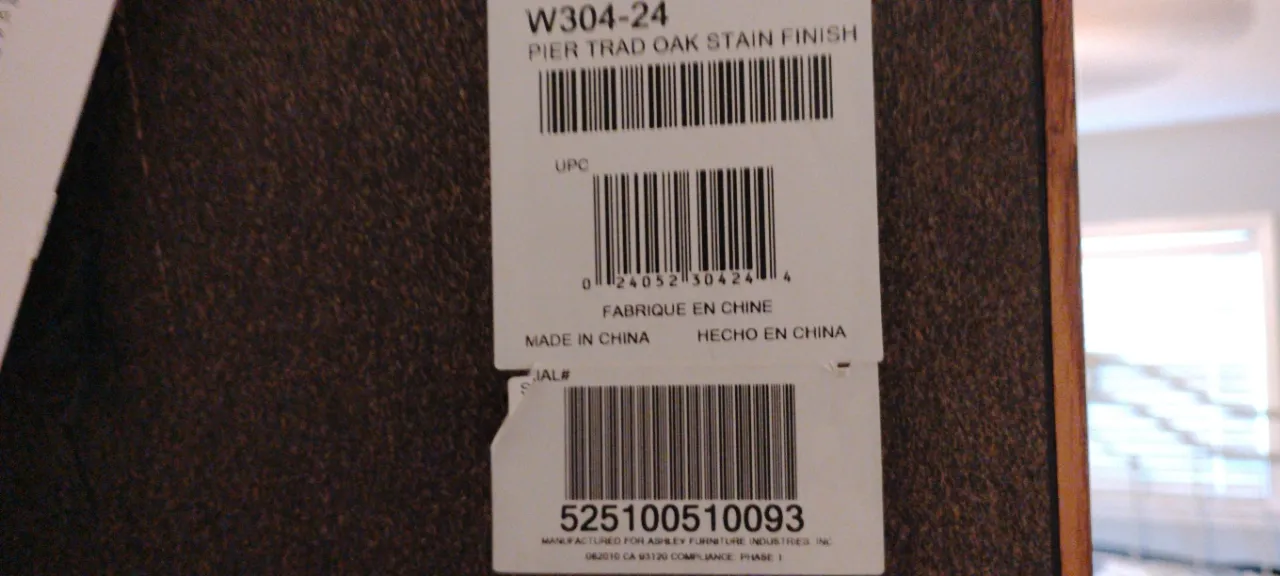 W304-24
PIER TRAD OAK STAIN FINISH
UPC
0 24052 30424 4
FABRIQUE EN CHINE
MADE IN CHINA HECHO EN CHINA
525100510093
MANUFACTURED FOR ASHLEY FURNITURE INDUSTRIES, INC
082010 CA 93120 COMPLIANCE: PHASE 1